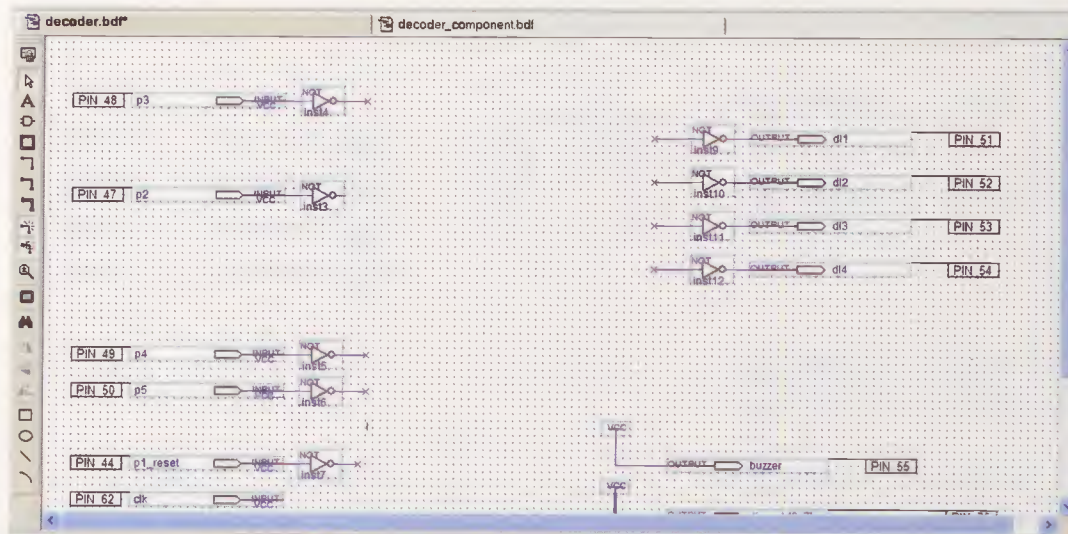 decoder.bdf*
decoder_component.bdf
PIN 48 p3 INPUT VCC NOT inst4
NOT inst9 OUTPUT dl1 PIN 51
PIN 47 p2 INPUT VCC NOT inst3
NOT inst10 OUTPUT dl2 PIN 52
NOT inst11 OUTPUT dl3 PIN 53
NOT inst12 OUTPUT dl4 PIN 54
PIN 49 p4 INPUT VCC NOT inst5
PIN 50 p5 INPUT VCC NOT inst6
VCC
PIN 44 p1_reset INPUT VCC NOT inst7
OUTPUT buzzer PIN 55
VCC
PIN 62 clk INPUT VCC